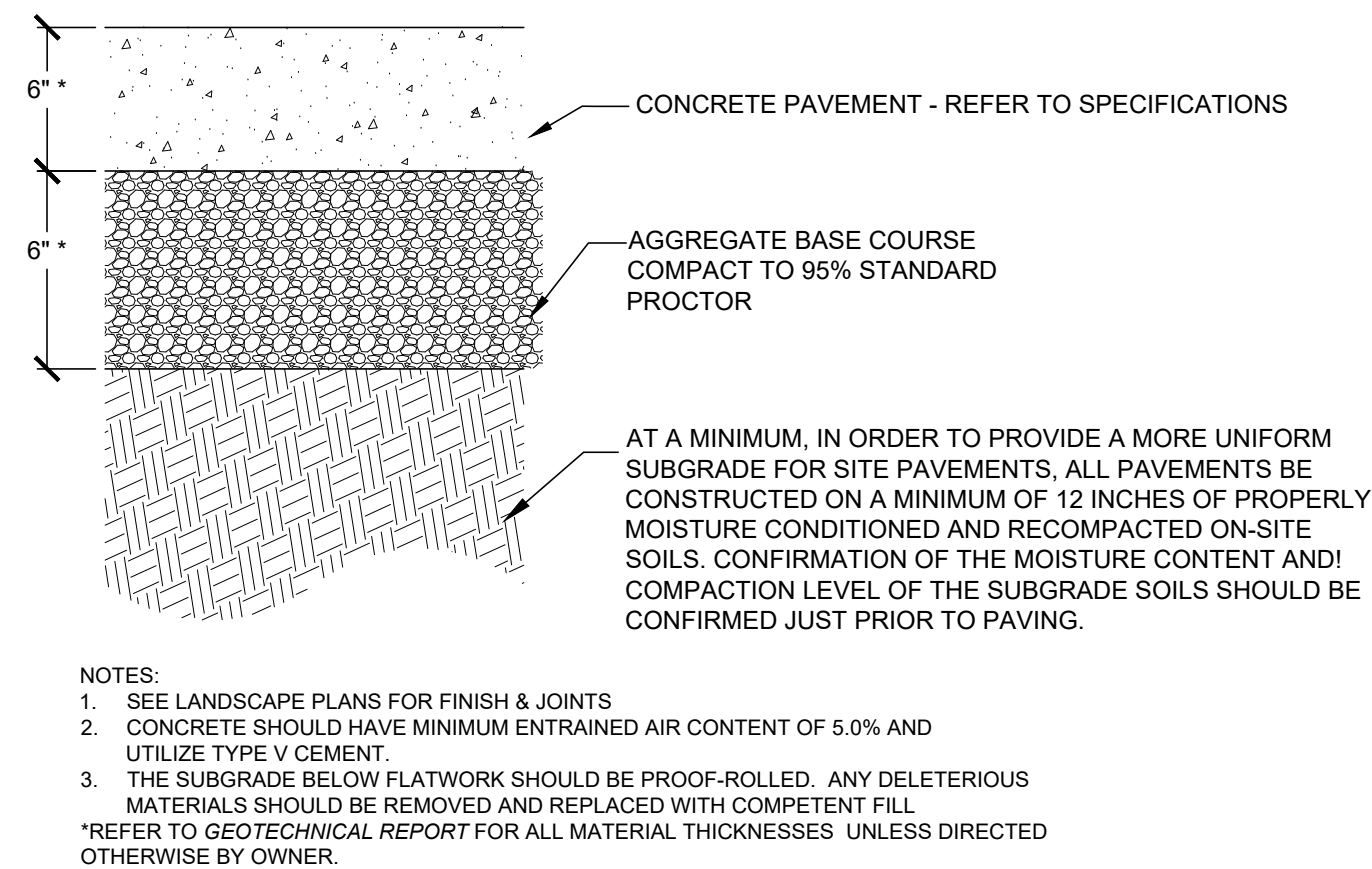 6" *
CONCRETE PAVEMENT - REFER TO SPECIFICATIONS
6" *
AGGREGATE BASE COURSE
COMPACT TO 95% STANDARD
PROCTOR
AT A MINIMUM, IN ORDER TO PROVIDE A MORE UNIFORM
SUBGRADE FOR SITE PAVEMENTS, ALL PAVEMENTS BE
CONSTRUCTED ON A MINIMUM OF 12 INCHES OF PROPERLY
MOISTURE CONDITIONED AND RECOMPACTED ON-SITE
SOILS. CONFIRMATION OF THE MOISTURE CONTENT AND!
COMPACTION LEVEL OF THE SUBGRADE SOILS SHOULD BE
CONFIRMED JUST PRIOR TO PAVING.
NOTES:
1. SEE LANDSCAPE PLANS FOR FINISH & JOINTS
2. CONCRETE SHOULD HAVE MINIMUM ENTRAINED AIR CONTENT OF 5.0% AND
UTILIZE TYPE V CEMENT.
3. THE SUBGRADE BELOW FLATWORK SHOULD BE PROOF-ROLLED. ANY DELETERIOUS
MATERIALS SHOULD BE REMOVED AND REPLACED WITH COMPETENT FILL
*REFER TO GEOTECHNICAL REPORT FOR ALL MATERIAL THICKNESSES UNLESS DIRECTED
OTHERWISE BY OWNER.